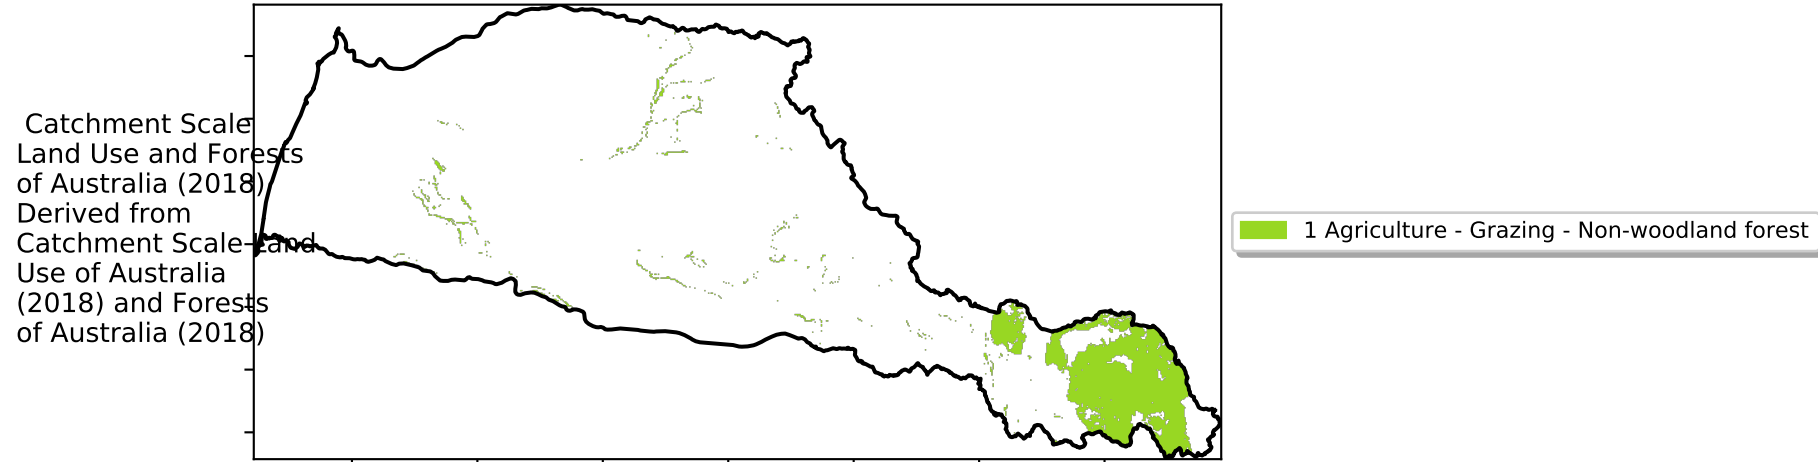 Catchment Scale
Land Use and Forests
of Australia (2018)
Derived from
Catchment Scale Land
Use of Australia
(2018) and Forests
of Australia (2018)
1 Agriculture - Grazing - Non-woodland forest